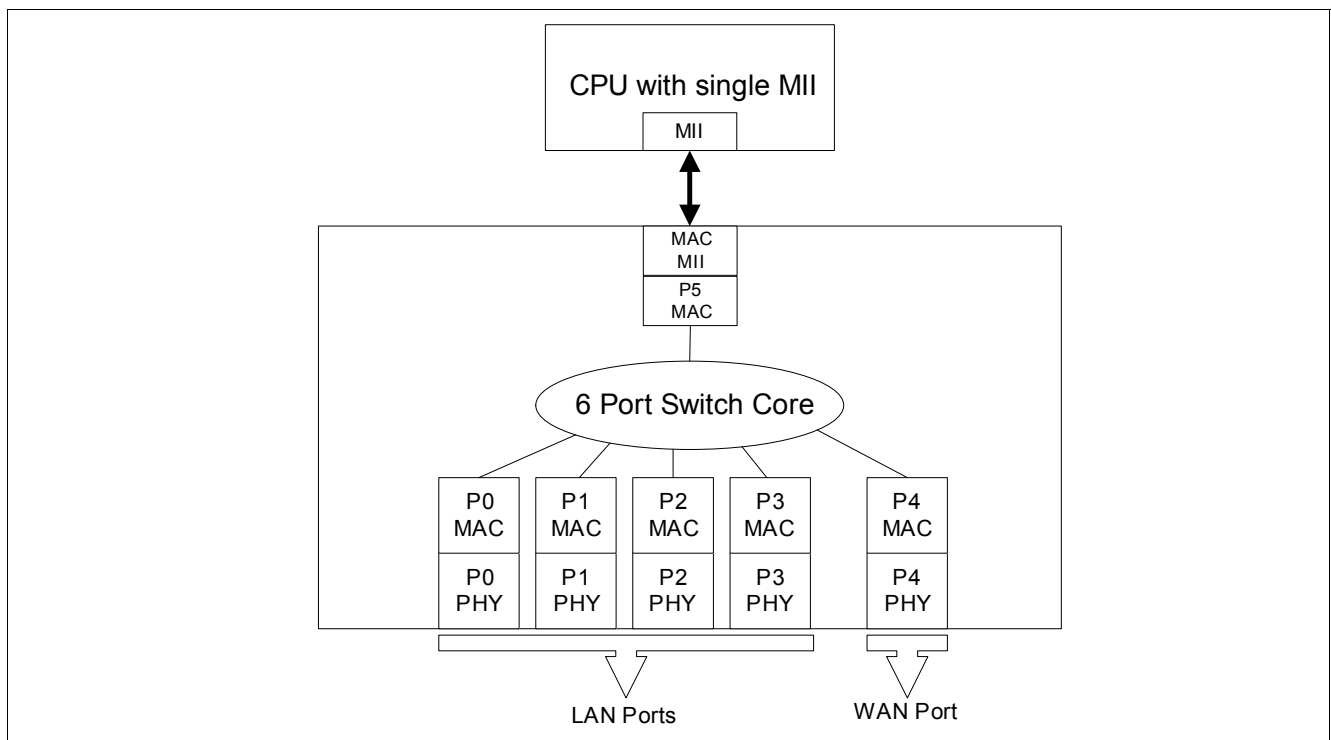 CPU with single MII
MII
MAC
MII
P5
MAC
6 Port Switch Core
P0 P1 P2 P3 P4
MAC MAC MAC MAC MAC
P0 P1 P2 P3 P4
PHY PHY PHY PHY PHY
LAN Ports WAN Port